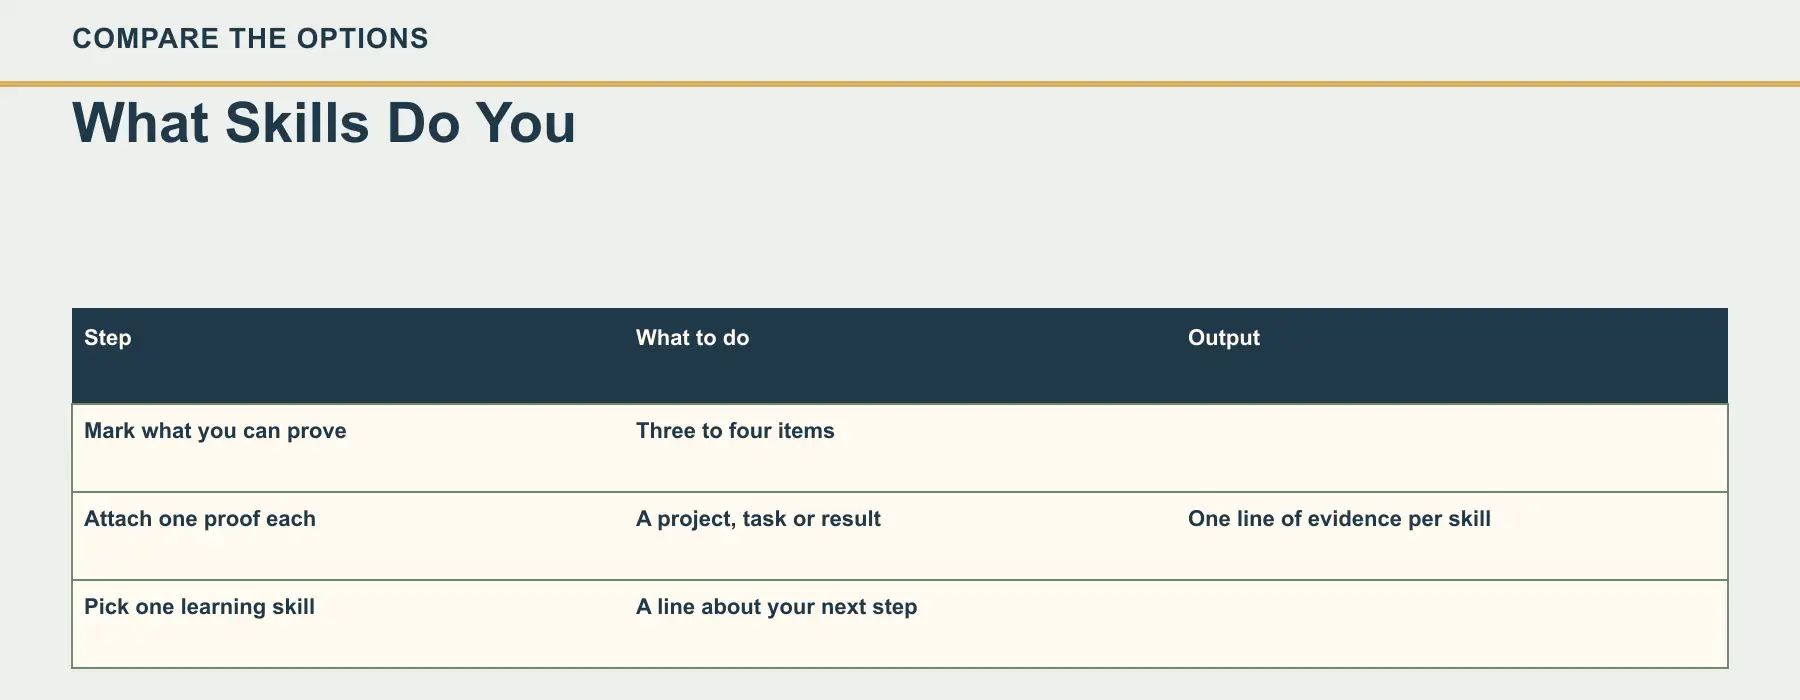 COMPARE THE OPTIONS
What Skills Do You
Step What to do Output
Mark what you can prove Three to four items
Attach one proof each A project, task or result One line of evidence per skill
Pick one learning skill A line about your next step